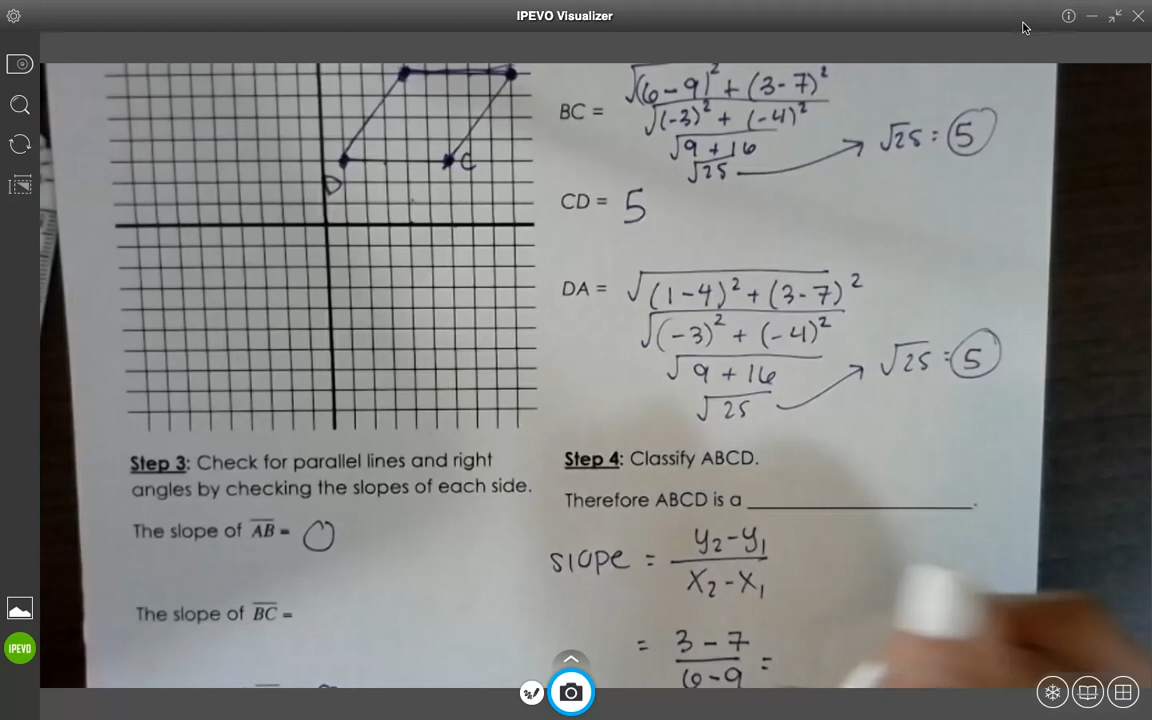 IPEVO Visualizer
BC =
√(6-9)² + (3-7)²
√(-3)² + (-4)²
√9 + 16
√25 → √25 = 5
D
C
CD = 5
DA =
√(1-4)² + (3-7)²
√(-3)² + (-4)²
√9 + 16
√25 → √25 = 5
Step 3: Check for parallel lines and right
angles by checking the slopes of each side.
The slope of AB = 0
The slope of BC =
Step 4: Classify ABCD.
Therefore ABCD is a ____________________.
slope = y₂-y₁
x₂-x₁
= 3-7
6-9 =
IPEVO